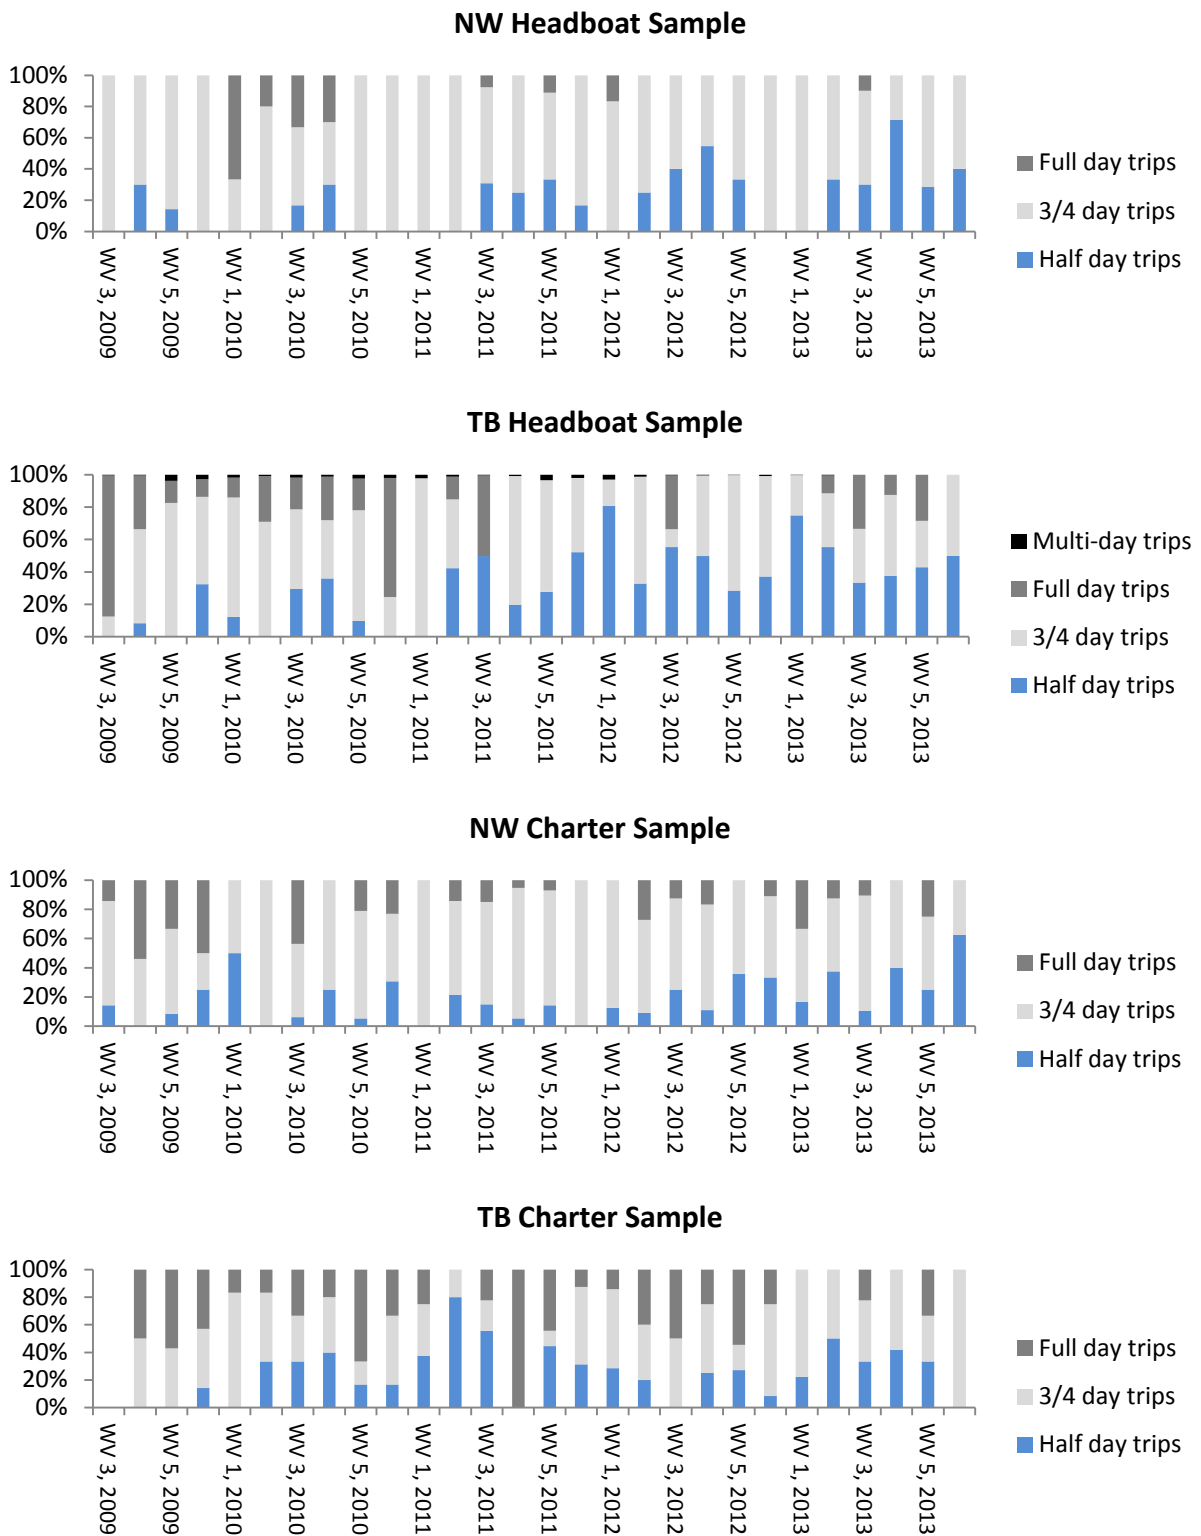 NW Headboat Sample
100%
80%
60%
40%
20%
0%
WV 3, 2009
WV 5, 2009
WV 1, 2010
WV 3, 2010
WV 5, 2010
WV 1, 2011
WV 3, 2011
WV 5, 2011
WV 1, 2012
WV 3, 2012
WV 5, 2012
WV 1, 2013
WV 3, 2013
WV 5, 2013
Full day trips
3/4 day trips
Half day trips
TB Headboat Sample
100%
80%
60%
40%
20%
0%
WV 3, 2009
WV 5, 2009
WV 1, 2010
WV 3, 2010
WV 5, 2010
WV 1, 2011
WV 3, 2011
WV 5, 2011
WV 1, 2012
WV 3, 2012
WV 5, 2012
WV 1, 2013
WV 3, 2013
WV 5, 2013
Multi-day trips
Full day trips
3/4 day trips
Half day trips
NW Charter Sample
100%
80%
60%
40%
20%
0%
WV 3, 2009
WV 5, 2009
WV 1, 2010
WV 3, 2010
WV 5, 2010
WV 1, 2011
WV 3, 2011
WV 5, 2011
WV 1, 2012
WV 3, 2012
WV 5, 2012
WV 1, 2013
WV 3, 2013
WV 5, 2013
Full day trips
3/4 day trips
Half day trips
TB Charter Sample
100%
80%
60%
40%
20%
0%
WV 3, 2009
WV 5, 2009
WV 1, 2010
WV 3, 2010
WV 5, 2010
WV 1, 2011
WV 3, 2011
WV 5, 2011
WV 1, 2012
WV 3, 2012
WV 5, 2012
WV 1, 2013
WV 3, 2013
WV 5, 2013
Full day trips
3/4 day trips
Half day trips